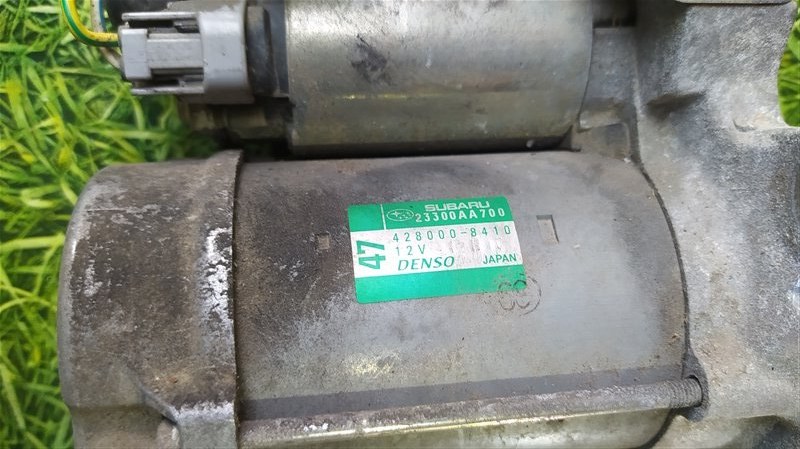 SUBARU
23300AA700
47
428000-8410
12V
DENSO JAPAN